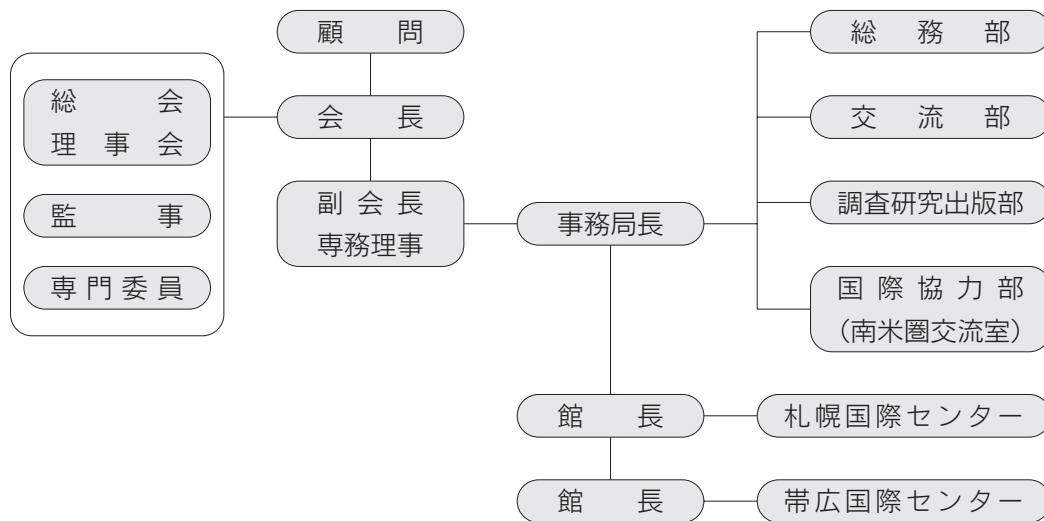 総会
理事会
監事
専門委員
顧問
会長
副会長
専務理事
事務局長
総務部
交流部
調査研究出版部
国際協力部
（南米圏交流室）
館長
札幌国際センター
館長
帯広国際センター